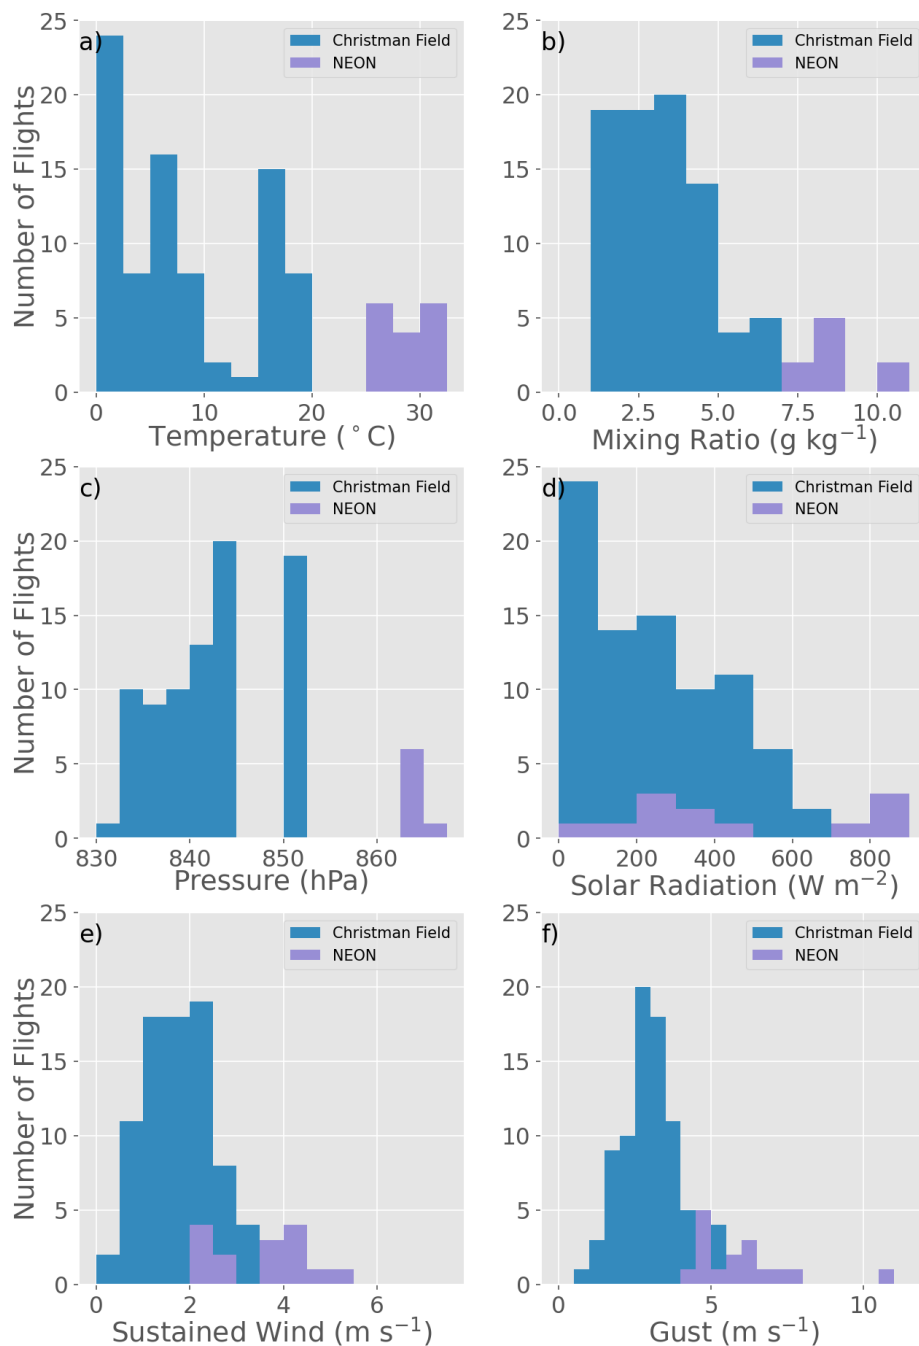 a)
Christman Field
NEON
25
20
15
10
5
0
Number of Flights
0 10 20 30
Temperature (°C)
b)
Christman Field
NEON
25
20
15
10
5
0
0.0 2.5 5.0 7.5 10.0
Mixing Ratio (g kg⁻¹)
c)
Christman Field
NEON
25
20
15
10
5
0
Number of Flights
830 840 850 860
Pressure (hPa)
d)
Christman Field
NEON
25
20
15
10
5
0
0 200 400 600 800
Solar Radiation (W m⁻²)
e)
Christman Field
NEON
25
20
15
10
5
0
Number of Flights
0 2 4 6
Sustained Wind (m s⁻¹)
f)
Christman Field
NEON
25
20
15
10
5
0
0 5 10
Gust (m s⁻¹)